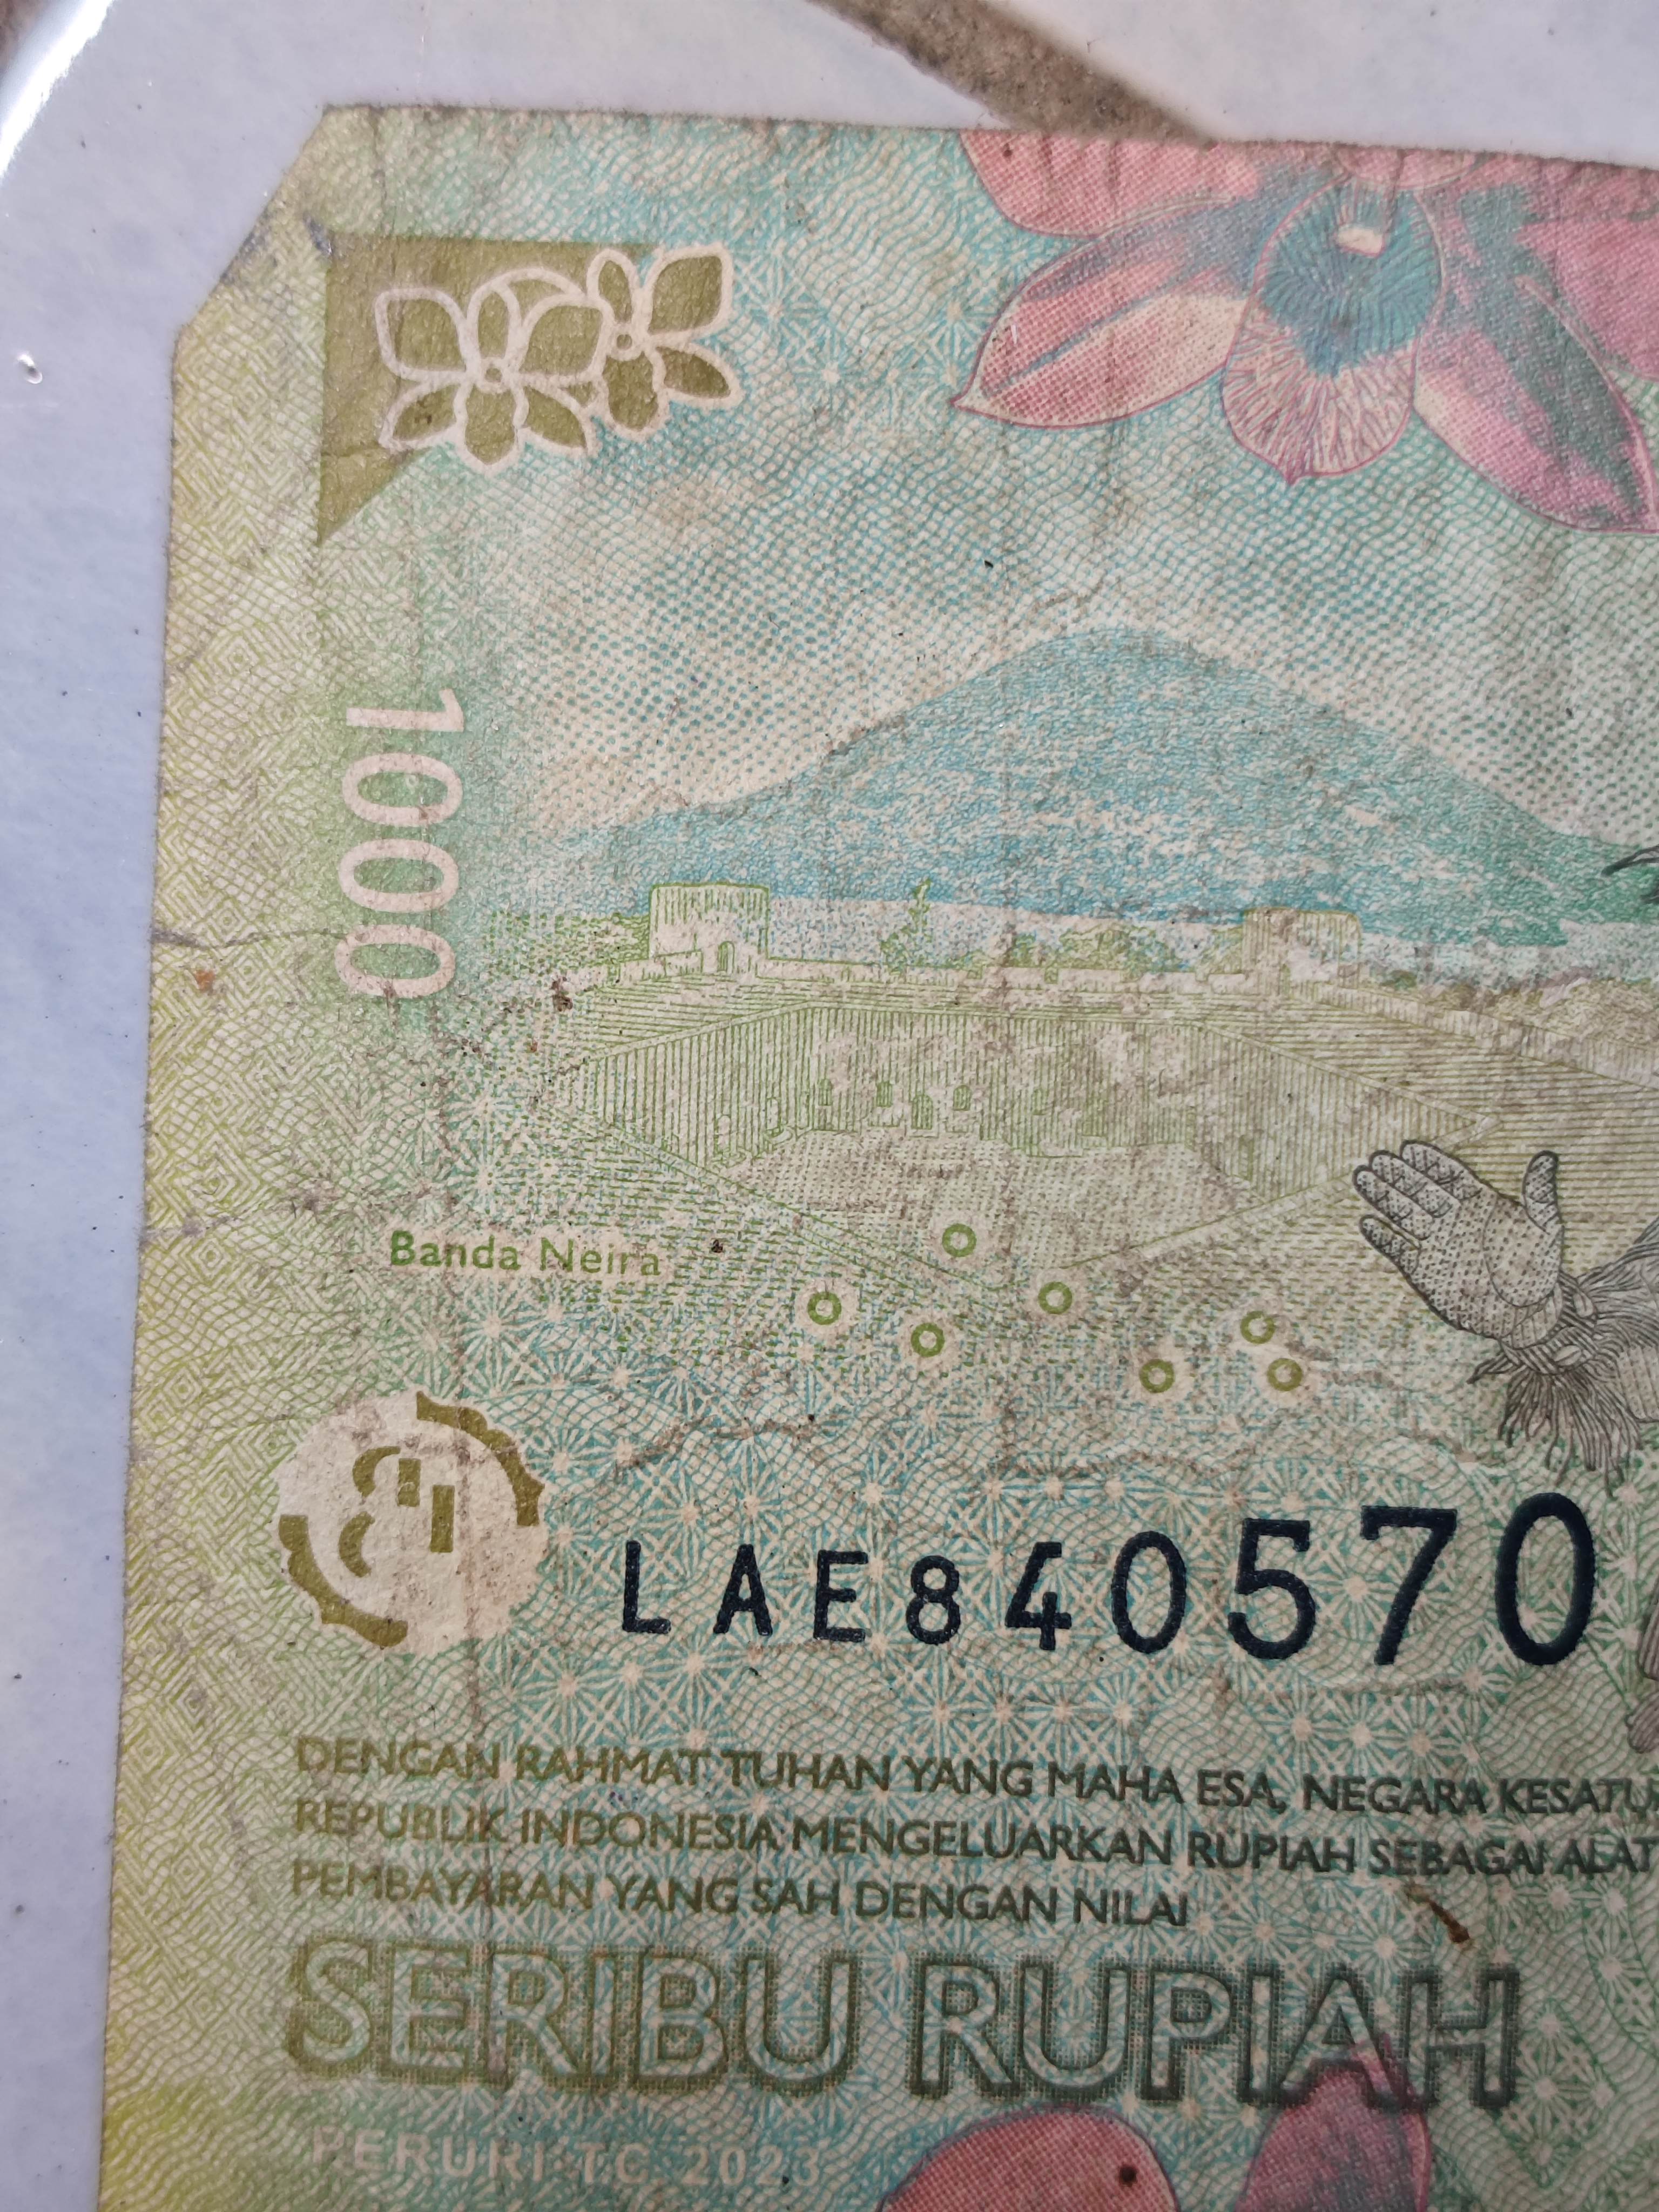 1000
Banda Neira
LAE840570
DENGAN RAHMAT TUHAN YANG MAHA ESA, NEGARA KESATU
REPUBLIK INDONESIA MENGELUARKAN RUPIAH SEBAGAI ALAT
PEMBAYARAN YANG SAH DENGAN NILAI
SERIBU RUPIAH
PERURI TC 2023